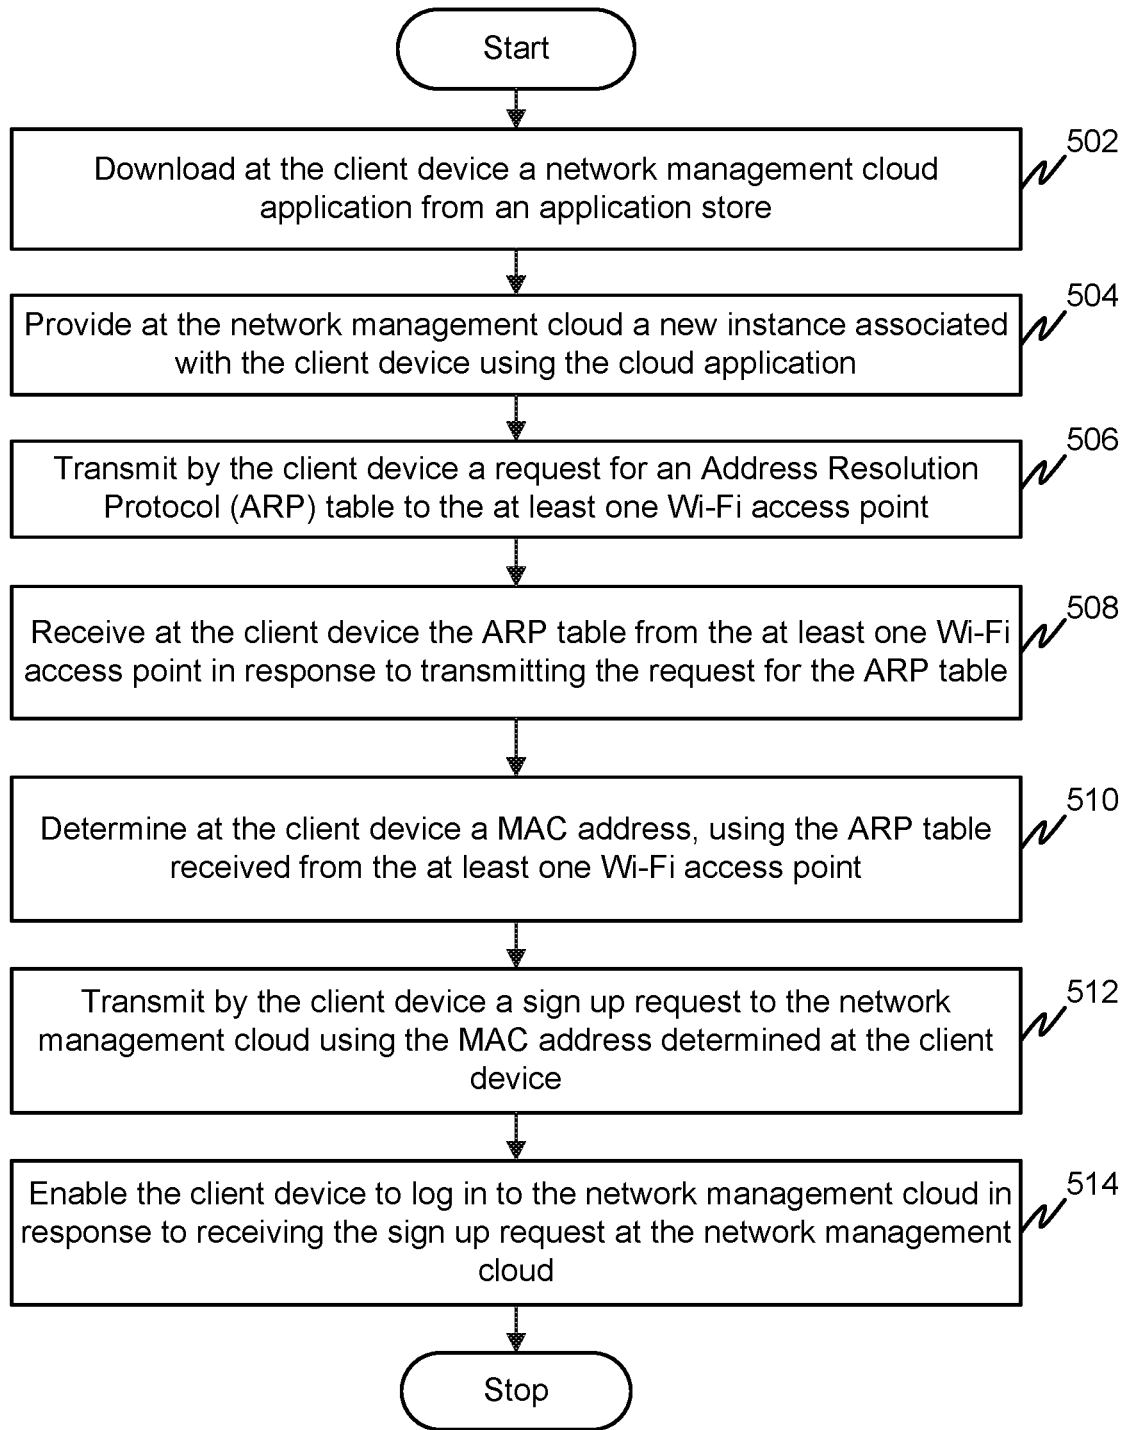 Start
502
Download at the client device a network management cloud
application from an application store
504
Provide at the network management cloud a new instance associated
with the client device using the cloud application
506
Transmit by the client device a request for an Address Resolution
Protocol (ARP) table to the at least one Wi-Fi access point
508
Receive at the client device the ARP table from the at least one Wi-Fi
access point in response to transmitting the request for the ARP table
510
Determine at the client device a MAC address, using the ARP table
received from the at least one Wi-Fi access point
512
Transmit by the client device a sign up request to the network
management cloud using the MAC address determined at the client
device
514
Enable the client device to log in to the network management cloud in
response to receiving the sign up request at the network management
cloud
Stop